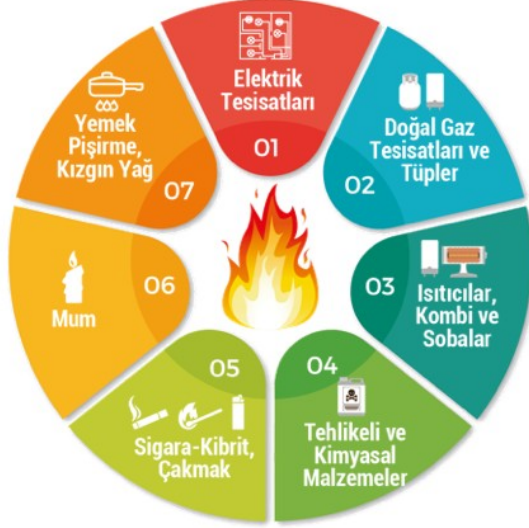 Elektrik
Tesisatları
01
Doğal Gaz
Tesisatları ve
Tüpler
02
03
Isıtıcılar,
Kombi ve
Sobalar
04
Tehlikeli ve
Kimyasal
Malzemeler
05
Sigara-Kibrit,
Çakmak
06
Mum
Yemek
Pişirme,
Kızgın Yağ
07